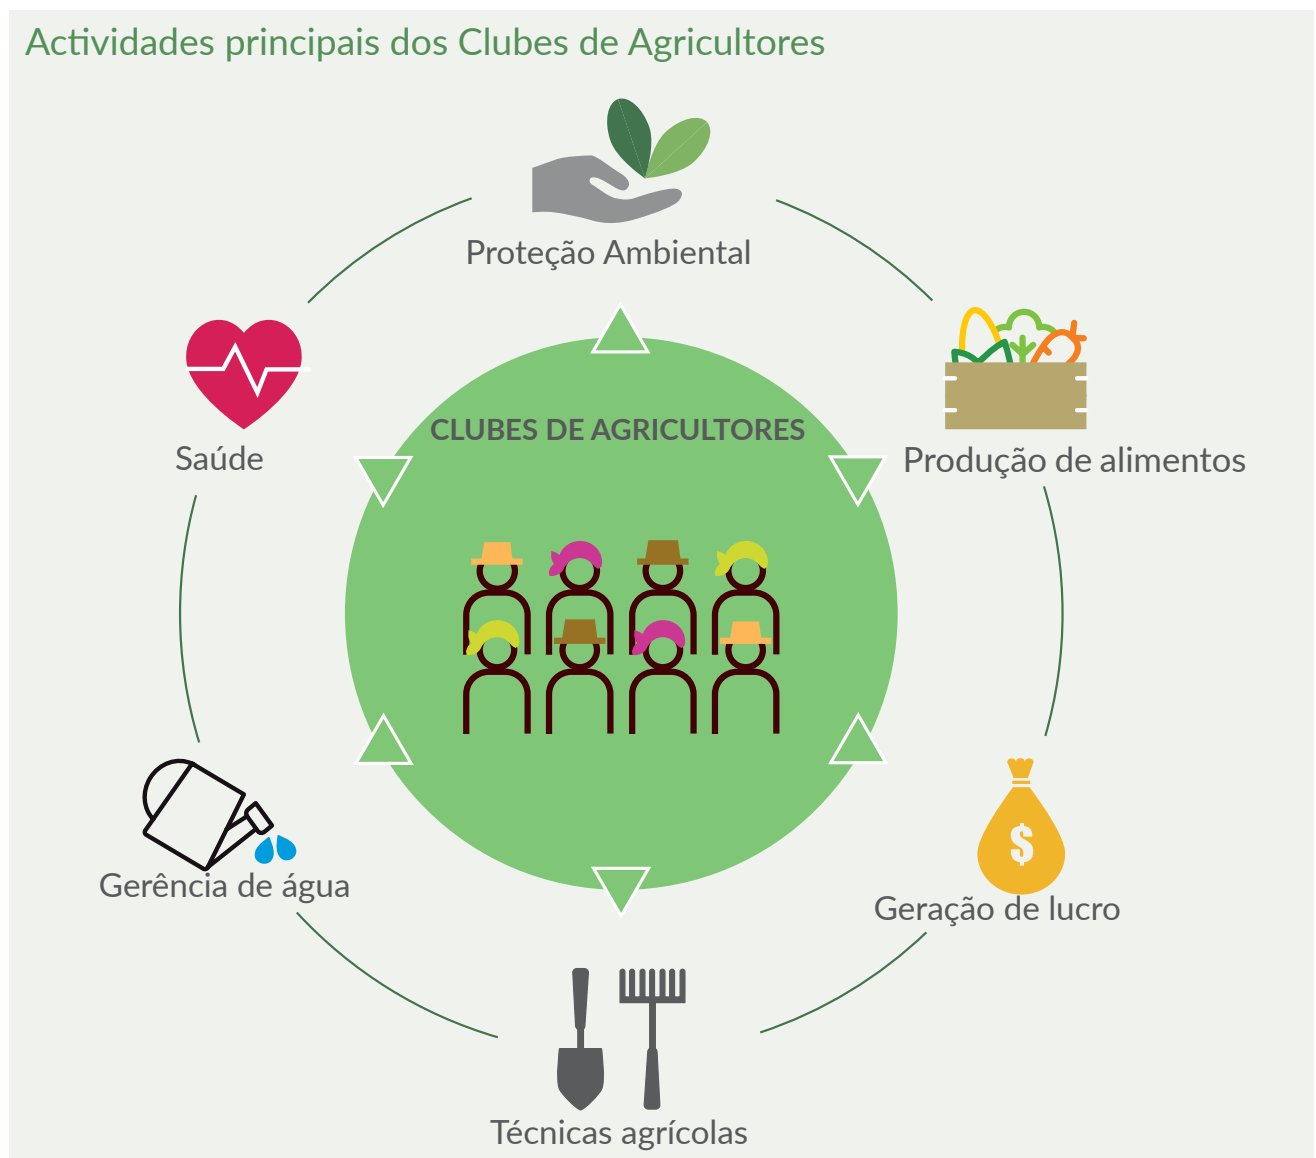 Actividades principais dos Clubes de Agricultores
Proteção Ambiental
CLUBES DE AGRICULTORES
Saúde
Produção de alimentos
$
Gerência de água
Geração de lucro
Técnicas agrícolas